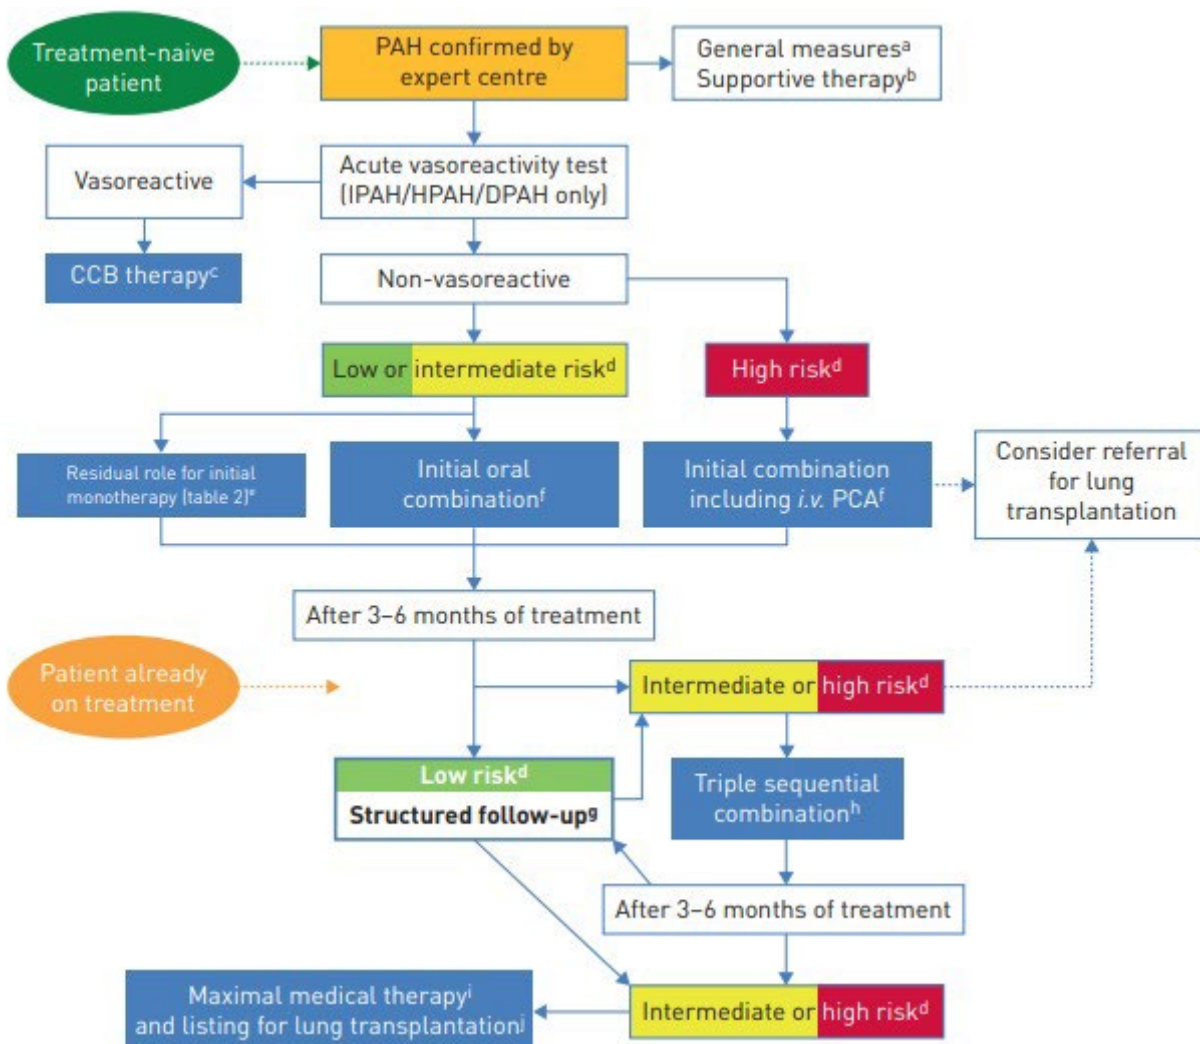 Treatment-naive
patient
PAH confirmed by
expert centre
General measuresᵃ
Supportive therapyᵇ
Vasoreactive
Acute vasoreactivity test
(IPAH/HPAH/DPAH only)
CCB therapyᶜ
Non-vasoreactive
Low or intermediate riskᵈ
High riskᵈ
Residual role for initial
monotherapy (table 2)ᵉ
Initial oral
combinationᶠ
Initial combination
including i.v. PCAᶠ
Consider referral
for lung
transplantation
After 3–6 months of treatment
Patient already
on treatment
Intermediate or high riskᵈ
Low riskᵈ
Structured follow-upᵍ
Triple sequential
combinationʰ
After 3–6 months of treatment
Maximal medical therapyⁱ
and listing for lung transplantationʲ
Intermediate or high riskᵈ